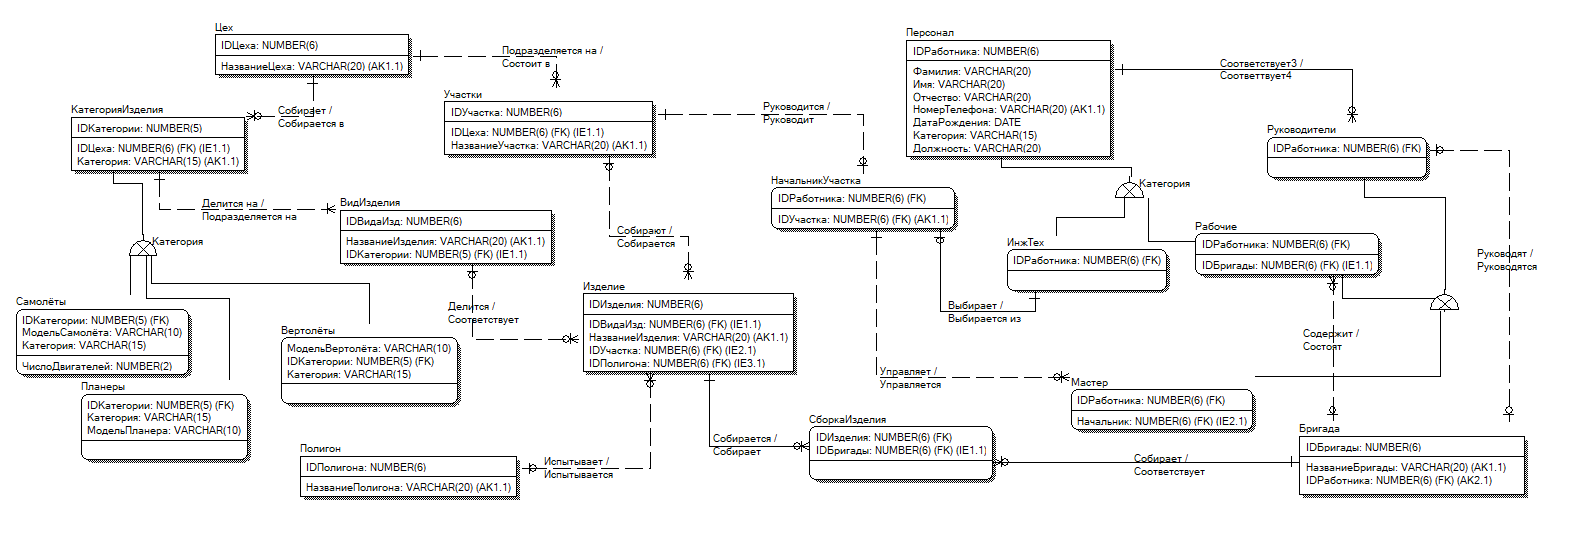 Цех
IDЦеха: NUMBER(6)
НазваниеЦеха: VARCHAR(20) (AK1.1)
Подразделяется на /
Состоит в
КатегорияИзделия
IDКатегории: NUMBER(5)
IDЦеха: NUMBER(6) (FK) (IE1.1)
Категория: VARCHAR(15) (AK1.1)
Собирает /
Собирается в
Участки
IDУчастка: NUMBER(6)
IDЦеха: NUMBER(6) (FK) (IE1.1)
НазваниеУчастка: VARCHAR(20) (AK1.1)
Руководится /
Руководит
Персонал
IDРаботника: NUMBER(6)
Фамилия: VARCHAR(20)
Имя: VARCHAR(20)
Отчество: VARCHAR(20)
НомерТелефона: VARCHAR(20) (AK1.1)
ДатаРождения: DATE
Категория: VARCHAR(15)
Должность: VARCHAR(20)
Соответствует3 /
Соответтвует4
Руководители
IDРаботника: NUMBER(6) (FK)
Делится на /
Подразделяется на
ВидИзделия
IDВидаИзд: NUMBER(6)
НазваниеИзделия: VARCHAR(20) (AK1.1)
IDКатегории: NUMBER(5) (FK) (IE1.1)
Категория
Собирают /
Собирается
НачальникУчастка
IDРаботника: NUMBER(6) (FK)
IDУчастка: NUMBER(6) (FK) (AK1.1)
Категория
ИнжТех
IDРаботника: NUMBER(6) (FK)
Рабочие
IDРаботника: NUMBER(6) (FK)
IDБригады: NUMBER(6) (FK) (IE1.1)
Руководят /
Руководятся
Самолёты
IDКатегории: NUMBER(5) (FK)
МодельСамолёта: VARCHAR(10)
Категория: VARCHAR(15)
ЧислоДвигателей: NUMBER(2)
Планеры
IDКатегории: NUMBER(5) (FK)
Категория: VARCHAR(15)
МодельПланера: VARCHAR(10)
Вертолёты
МодельВертолёта: VARCHAR(10)
IDКатегории: NUMBER(5) (FK)
Категория: VARCHAR(15)
Делится /
Соответствует
Изделие
IDИзделия: NUMBER(6)
IDВидаИзд: NUMBER(6) (FK) (IE1.1)
НазваниеИзделия: VARCHAR(20) (AK1.1)
IDУчастка: NUMBER(6) (FK) (IE2.1)
IDПолигона: NUMBER(6) (FK) (IE3.1)
Выбирает /
Выбирается из
Содержит /
Состоят
Управляет /
Управляется
Мастер
IDРаботника: NUMBER(6) (FK)
Начальник: NUMBER(6) (FK) (IE2.1)
Полигон
IDПолигона: NUMBER(6)
НазваниеПолигона: VARCHAR(20) (AK1.1)
Испытывает /
Испытывается
Собирается /
Собирает
СборкаИзделия
IDИзделия: NUMBER(6) (FK)
IDБригады: NUMBER(6) (FK) (IE1.1)
Собирает /
Соответствует
Бригада
IDБригады: NUMBER(6)
НазваниеБригады: VARCHAR(20) (AK1.1)
IDРаботника: NUMBER(6) (FK) (AK2.1)